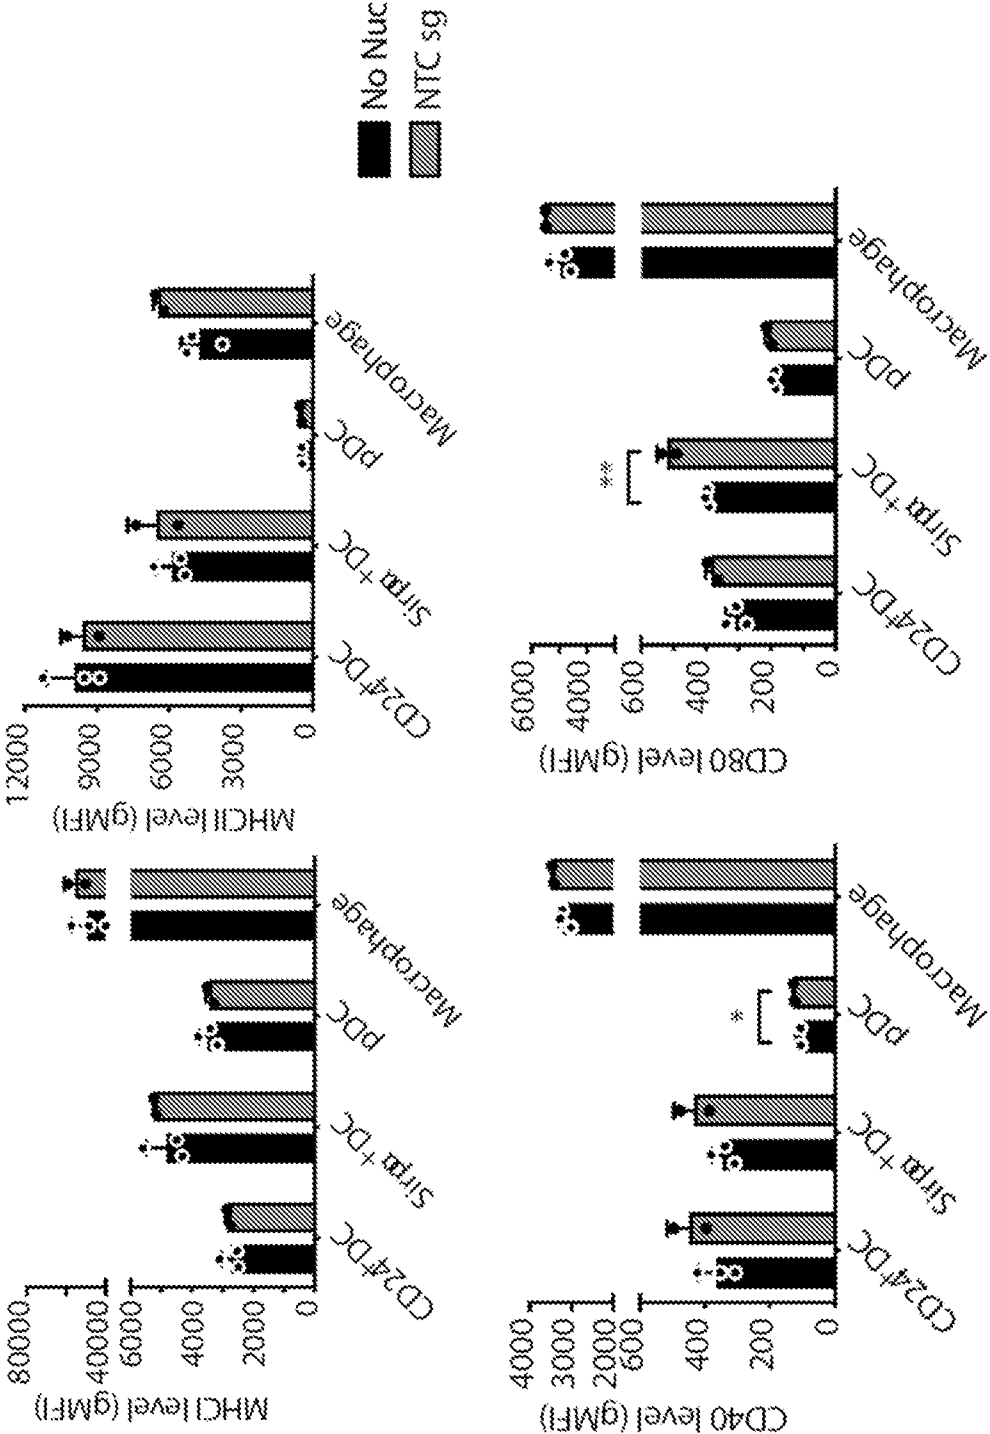 MHCI level (gMFI)
80000
40000
6000
4000
2000
0
CD24⁺DC
Sirpα⁺DC
pDC
Macrophage
MHCII level (gMFI)
12000
9000
6000
3000
0
CD24⁺DC
Sirpα⁺DC
pDC
Macrophage
No Nuc
NTC sg
CD40 level (gMFI)
4000
3000
2000
600
400
200
0
*
CD24⁺DC
Sirpα⁺DC
pDC
Macrophage
CD80 level (gMFI)
6000
4000
600
400
200
0
**
CD24⁺DC
Sirpα⁺DC
pDC
Macrophage